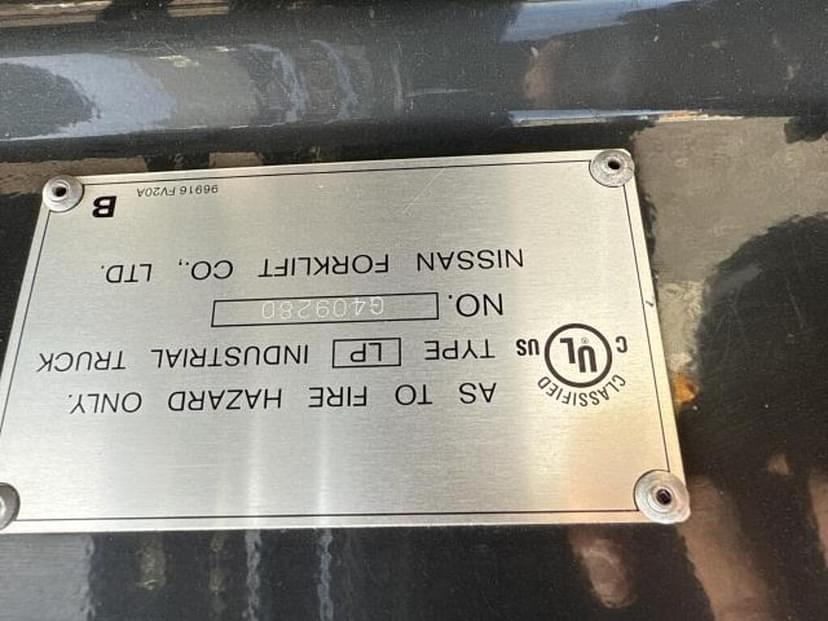 CLASSIFIED
C UL US
AS TO FIRE HAZARD ONLY.
TYPE LP INDUSTRIAL TRUCK
NO. G409280
NISSAN FORKLIFT CO., LTD.
96916 FV20A B